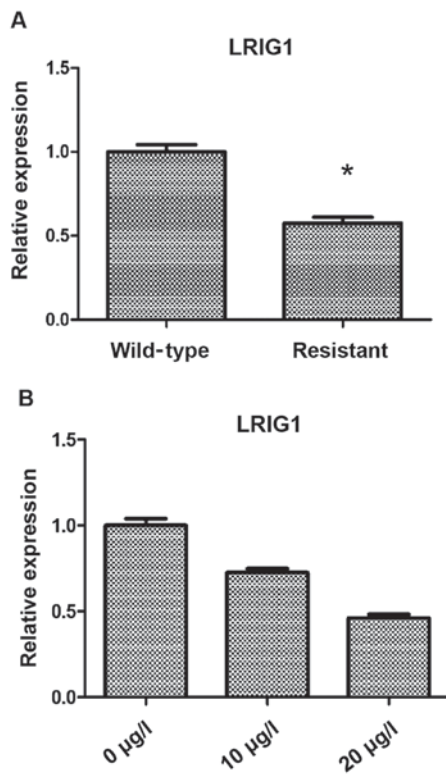 A
LRIG1
Relative expression
1.5
1.0
0.5
0.0
Wild-type
Resistant
*
B
LRIG1
Relative expression
1.5
1.0
0.5
0.0
0 µg/l
10 µg/l
20 µg/l